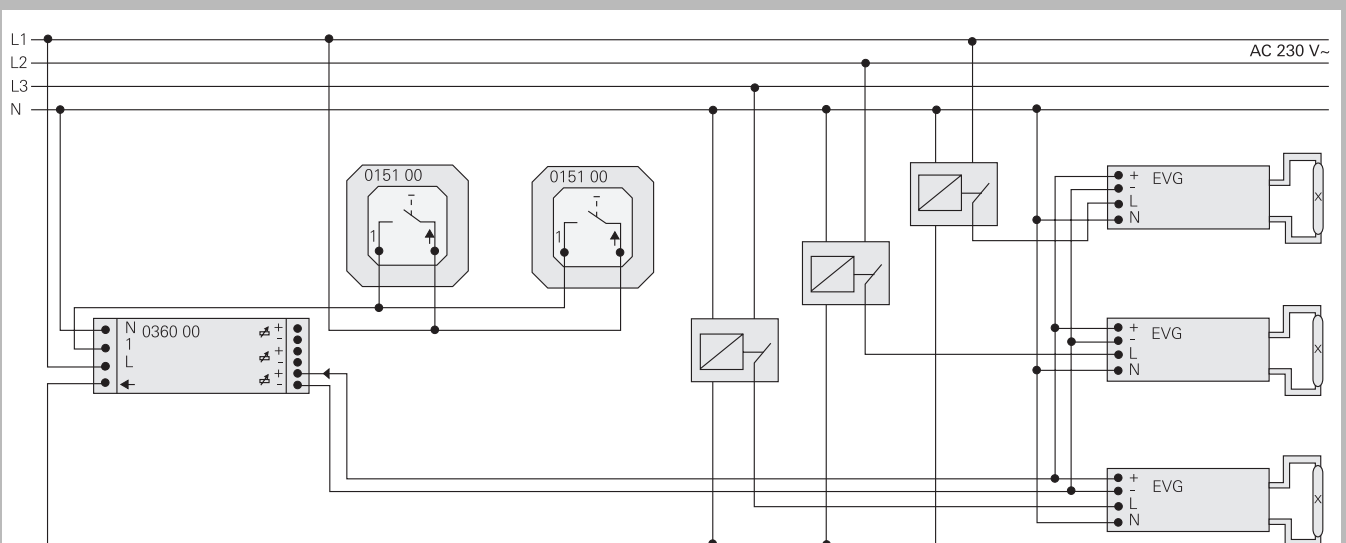 L1
AC 230 V~
L2
L3
N
0151 00
1
0151 00
1
+ EVG
-
L
N
N 0360 00 +
1 -
L +
-
+
-
+ EVG
-
L
N
+ EVG
-
L
N
x
x
x